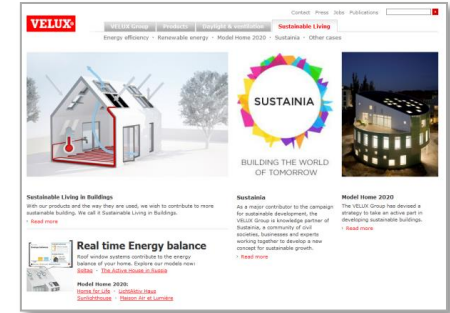 Contact Press Jobs Publications
VELUX®
VELUX Group Products Daylight & ventilation Sustainable Living
Energy efficiency · Renewable energy · Model Home 2020 · Sustainia · Other cases
SUSTAINIA
BUILDING THE WORLD
OF TOMORROW
Sustainable Living in Buildings
With our products and the way they are used, we wish to contribute to more
sustainable building. We call it Sustainable Living in Buildings.
› Read more
Sustainia
As a major contributor to the campaign
for sustainable development, the
VELUX Group is knowledge partner of
Sustainia, a community of civil
societies, businesses and experts
working together to develop a new
concept for sustainable growth.
› Read more
Model Home 2020
The VELUX Group has devised a
strategy to take an active part in
developing sustainable buildings.
› Read more
Real time Energy balance
Roof window systems contribute to the energy
balance of your home. Explore our models now:
Soltag · The Active House in Russia
Model Home 2020:
Home for Life · LichtAktiv Haus
Sunlighthouse · Maison Air et Lumière